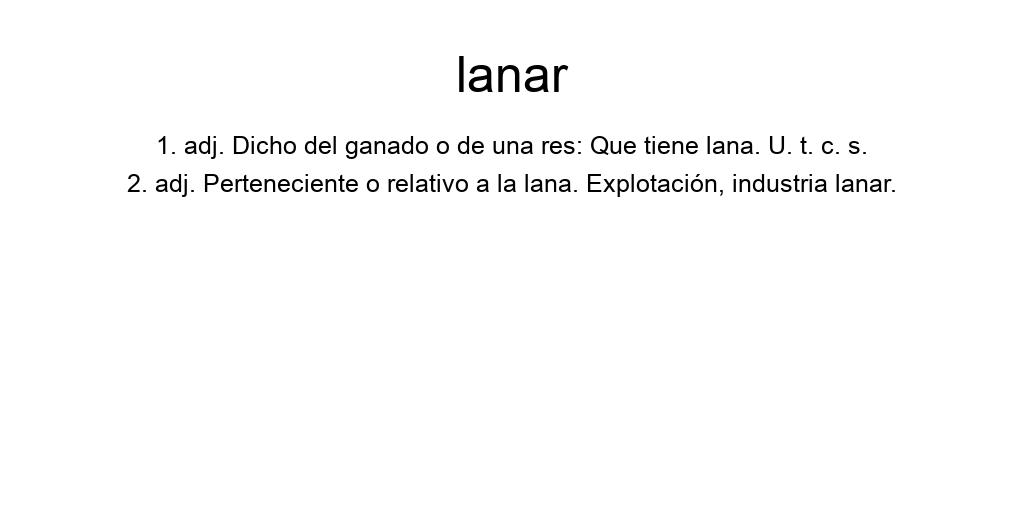 lanar
1. adj. Dicho del ganado o de una res: Que tiene lana. U. t. c. s.
2. adj. Perteneciente o relativo a la lana. Explotación, industria lanar.